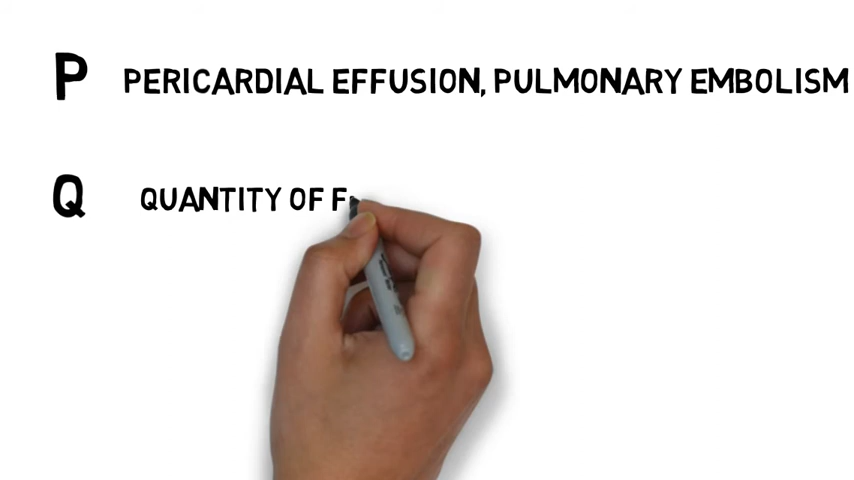 P PERICARDIAL EFFUSION, PULMONARY EMBOLISM
Q QUANTITY OF